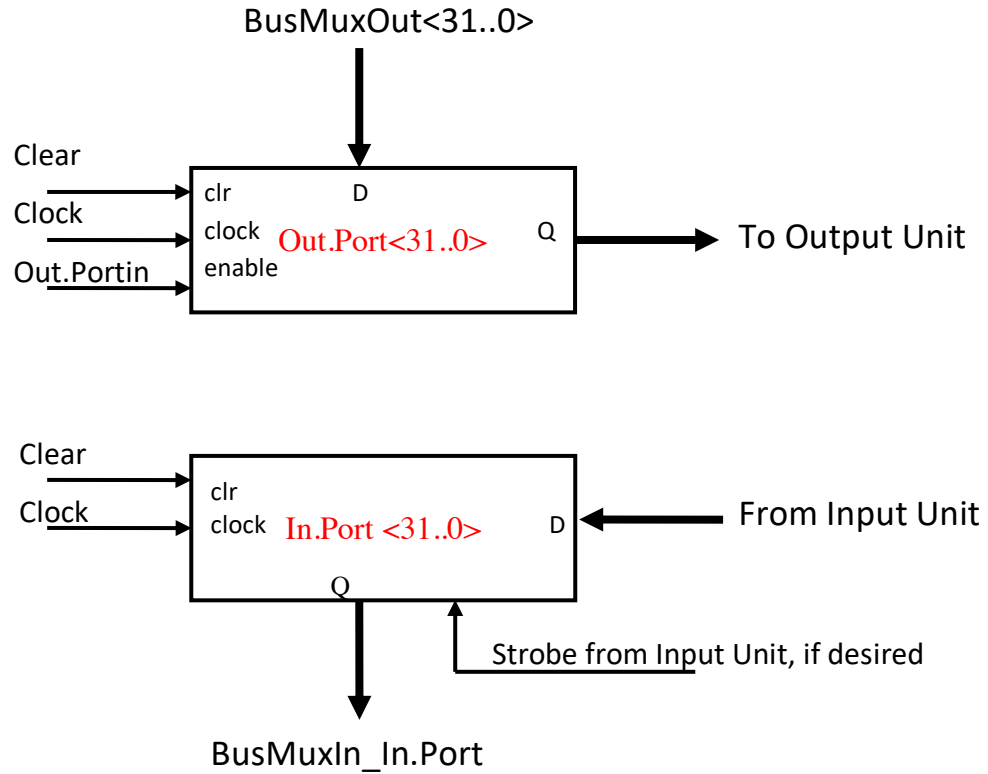 BusMuxOut<31..0>
Clear
clr
D
Clock
clock
Out.Port<31..0>
Q
To Output Unit
Out.Portin
enable
Clear
clr
Clock
clock
In.Port <31..0>
D
From Input Unit
Q
Strobe from Input Unit, if desired
BusMuxIn_In.Port